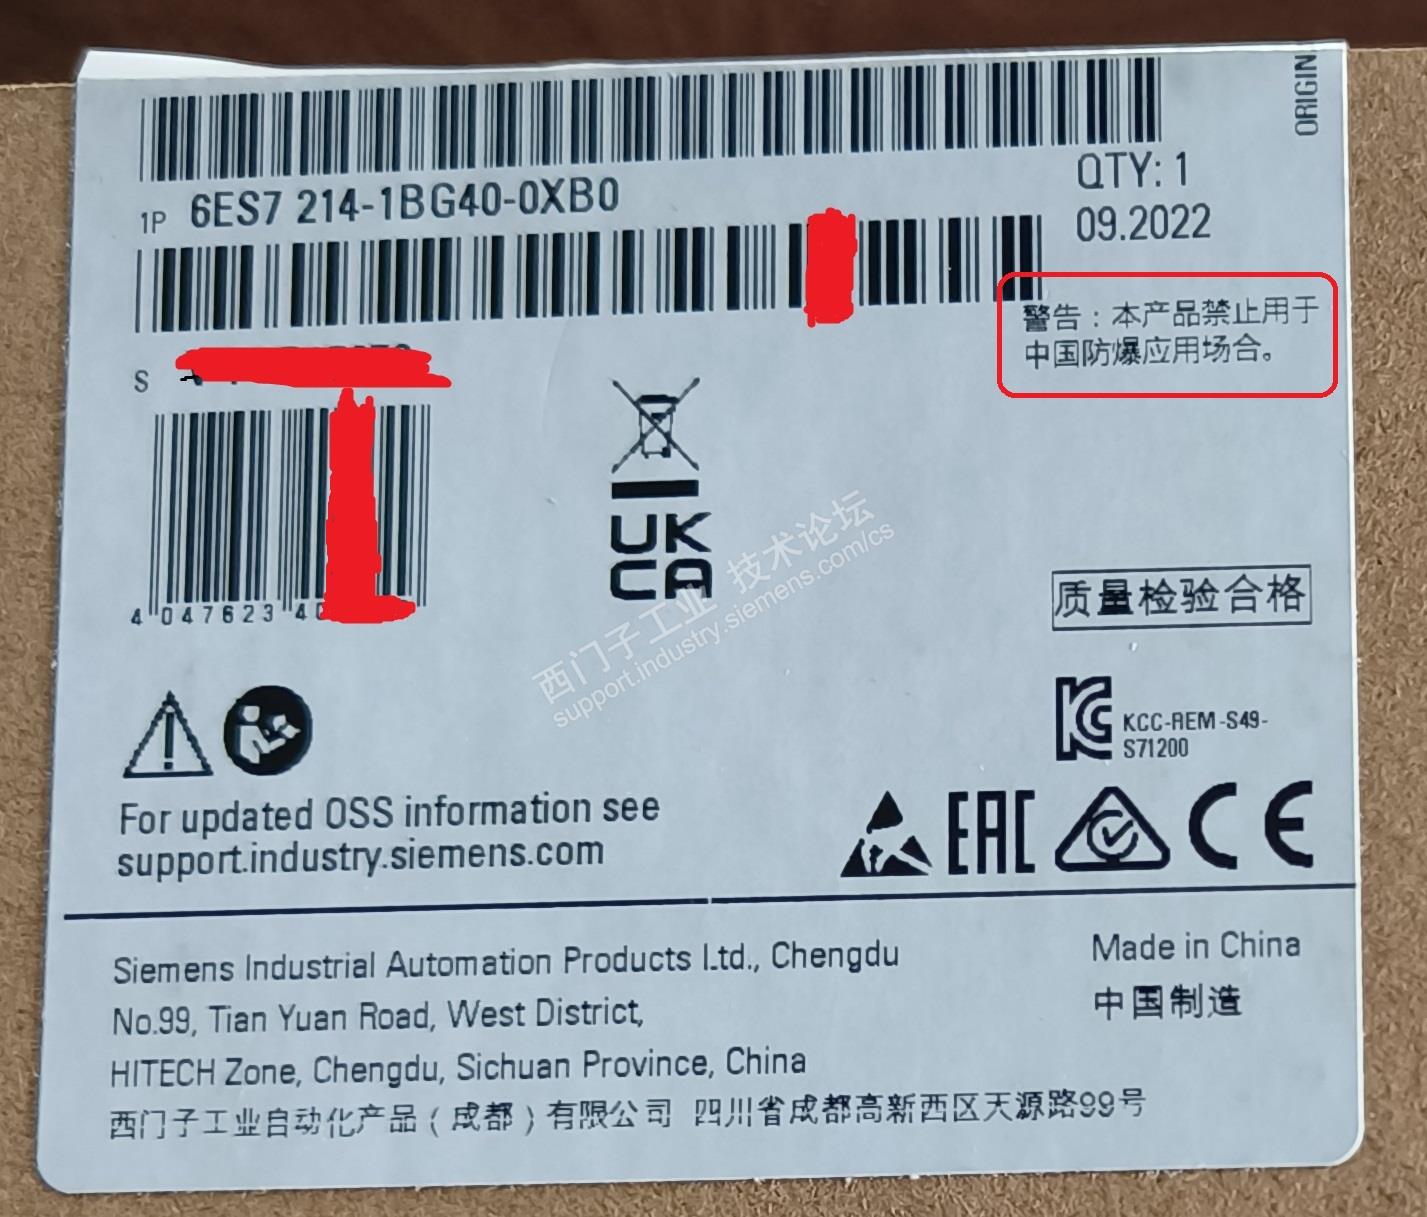 ORIGIN
1P 6ES7 214-1BG40-0XB0
QTY: 1
09.2022
警告：本产品禁止用于
中国防爆应用场合。
S
4 047623 40
UK
CA
西门子工业 技术论坛
support.industry.siemens.com/cs
质量检验合格
KCC-REM-S49-
S71200
For updated OSS information see
support.industry.siemens.com
EAC
CE
Siemens Industrial Automation Products Ltd., Chengdu
No.99, Tian Yuan Road, West District,
HITECH Zone, Chengdu, Sichuan Province, China
西门子工业自动化产品（成都）有限公司 四川省成都高新西区天源路99号
Made in China
中国制造